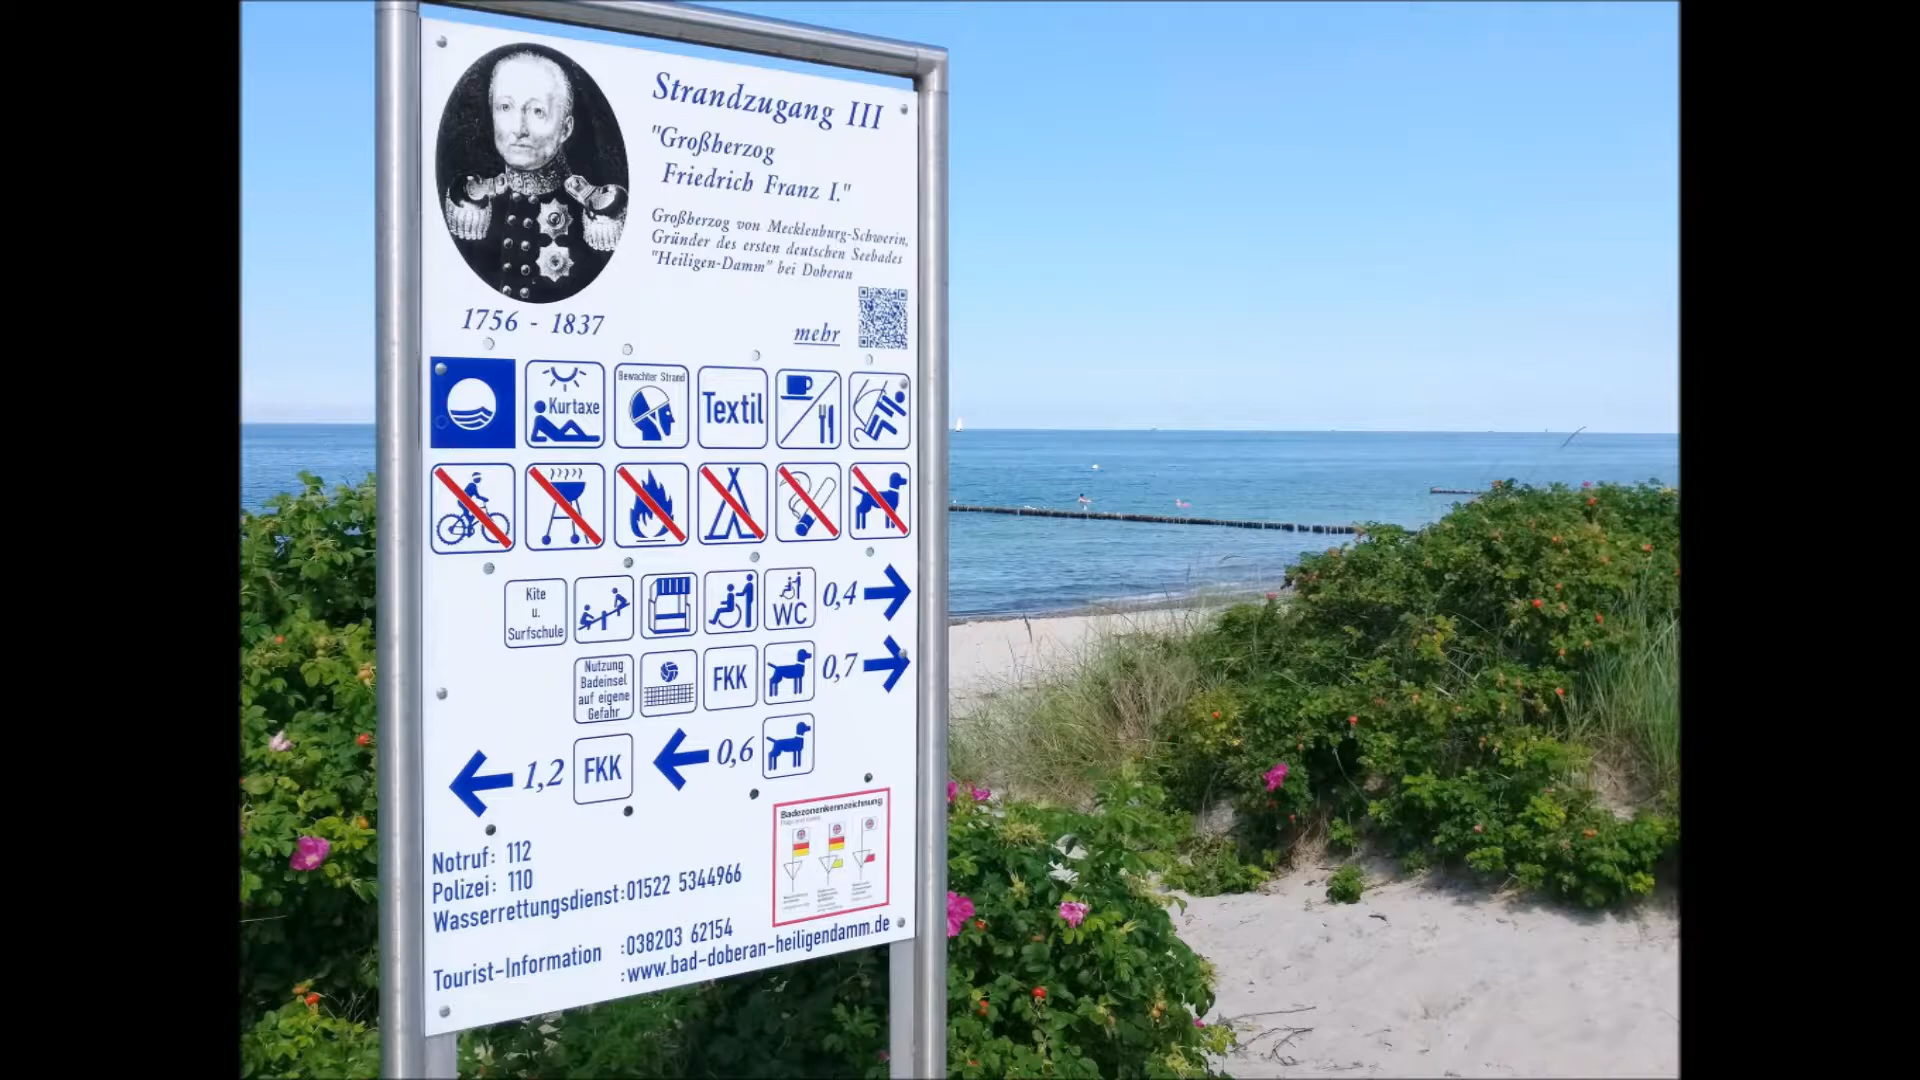 Strandzugang III
"Großherzog
Friedrich Franz I."
Großherzog von Mecklenburg-Schwerin,
Gründer des ersten deutschen Seebades
"Heiligen-Damm" bei Doberan
1756 - 1837
mehr
Kurtaxe
Bewachter Strand
Textil
Kite
u.
Surfschule
WC
0,4
Nutzung
Badeinsel
auf eigene
Gefahr
FKK
0,7
1,2
FKK
0,6
Badezonenkennzeichnung
Notruf: 112
Polizei: 110
Wasserrettungsdienst:01522 5344966
Tourist-Information :038203 62154
:www.bad-doberan-heiligendamm.de